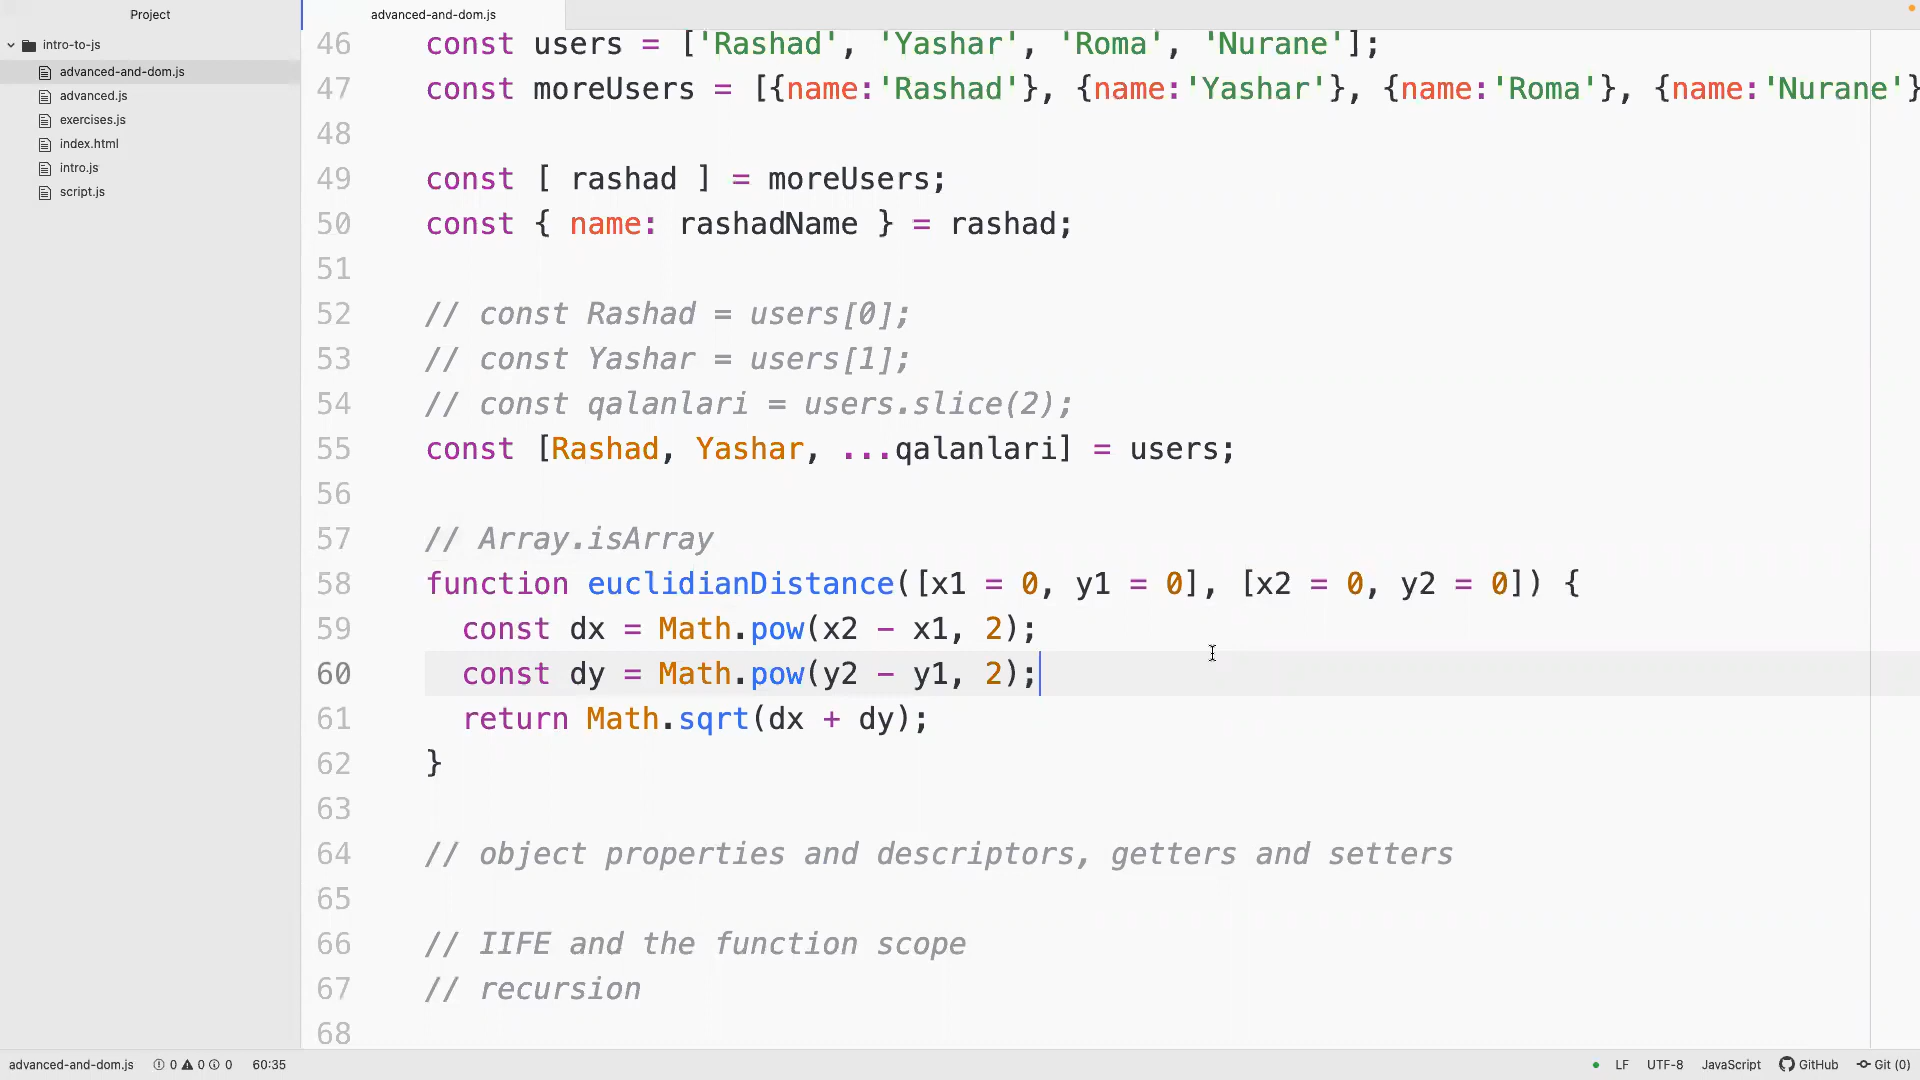 Project
advanced-and-dom.js
intro-to-js
advanced-and-dom.js
advanced.js
exercises.js
index.html
intro.js
script.js
46 const users = ['Rashad', 'Yashar', 'Roma', 'Nurane'];
47 const moreUsers = [{name:'Rashad'}, {name:'Yashar'}, {name:'Roma'}, {name:'Nurane'}
48
49 const [ rashad ] = moreUsers;
50 const { name: rashadName } = rashad;
51
52 // const Rashad = users[0];
53 // const Yashar = users[1];
54 // const qalanlari = users.slice(2);
55 const [Rashad, Yashar, ...qalanlari] = users;
56
57 // Array.isArray
58 function euclidianDistance([x1 = 0, y1 = 0], [x2 = 0, y2 = 0]) {
59 const dx = Math.pow(x2 - x1, 2);
60 const dy = Math.pow(y2 - y1, 2);
61 return Math.sqrt(dx + dy);
62 }
63
64 // object properties and descriptors, getters and setters
65
66 // IIFE and the function scope
67 // recursion
68
advanced-and-dom.js 0 0 0 60:35 LF UTF-8 JavaScript GitHub Git (0)